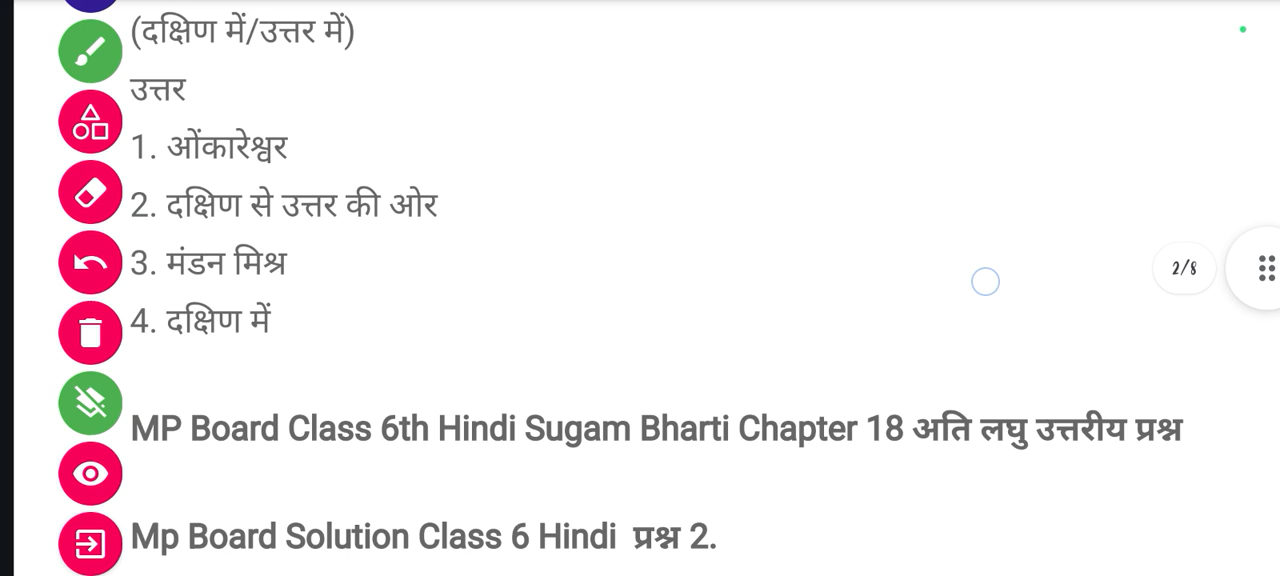 (दक्षिण में/उत्तर में)
उत्तर
1. ओंकारेश्वर
2. दक्षिण से उत्तर की ओर
3. मंडन मिश्र
2/8
4. दक्षिण में
MP Board Class 6th Hindi Sugam Bharti Chapter 18 अति लघु उत्तरीय प्रश्न
Mp Board Solution Class 6 Hindi प्रश्न 2.